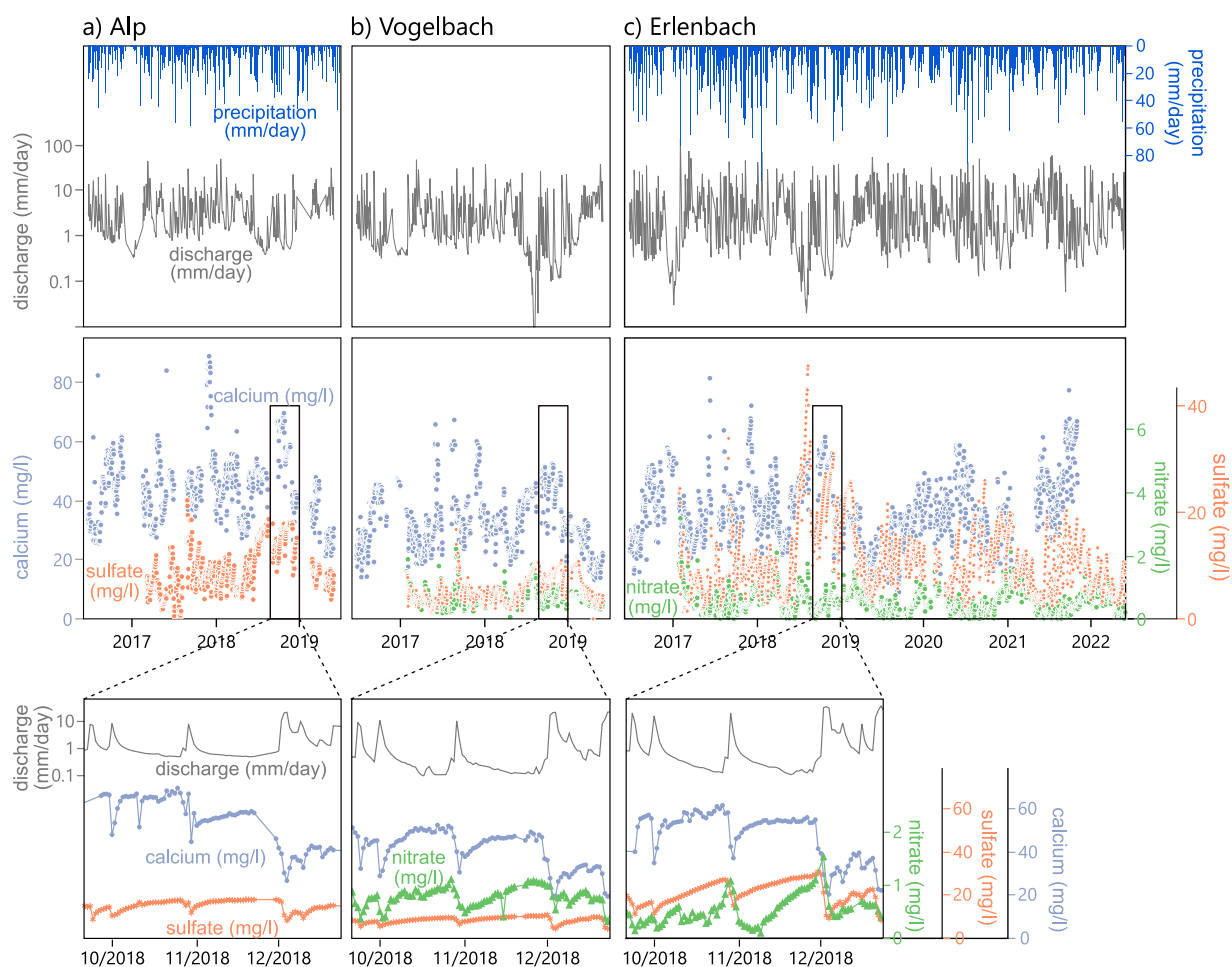 a) Alp
b) Vogelbach
c) Erlenbach
precipitation
(mm/day)
discharge
(mm/day)
discharge (mm/day)
100
10
1
0.1
0
20
40
60
80
precipitation
(mm/day)
calcium (mg/l)
sulfate
(mg/l)
nitrate
(mg/l)
calcium (mg/l)
80
60
40
20
0
6
4
2
0
nitrate (mg/l)
40
20
0
sulfate (mg/l)
2017
2018
2019
2017
2018
2019
2017
2018
2019
2020
2021
2022
discharge
(mm/day)
10
1
0.1
discharge (mm/day)
calcium (mg/l)
sulfate (mg/l)
nitrate
(mg/l)
2
1
0
nitrate (mg/l)
60
40
20
0
sulfate (mg/l)
60
40
20
0
calcium (mg/l)
10/2018
11/2018
12/2018
10/2018
11/2018
12/2018
10/2018
11/2018
12/2018